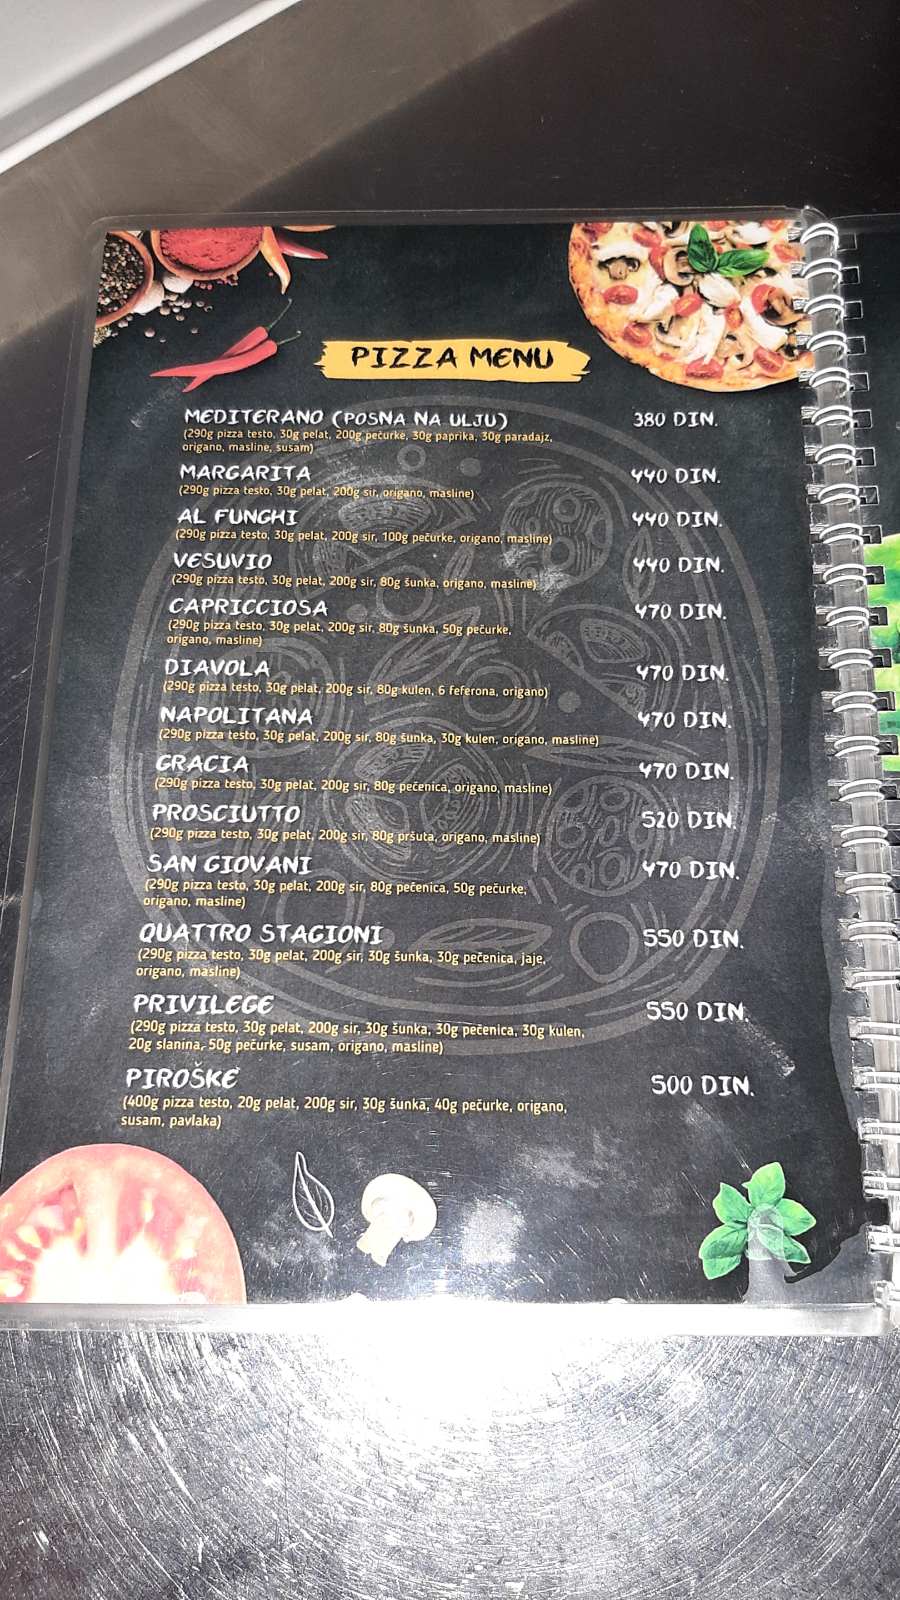 PIZZA MENU
MEDITERANO (POSNA NA ULJU) 380 DIN.
(290g pizza testo, 30g pelat, 200g pečurke, 30g paprika, 30g paradajz,
origano, masline, susam)
MARGARITA 440 DIN.
(290g pizza testo, 30g pelat, 200g sir, origano, masline)
AL FUNGHI 440 DIN.
(290g pizza testo, 30g pelat, 200g sir, 100g pečurke, origano, masline)
VESUVIO 440 DIN.
(290g pizza testo, 30g pelat, 200g sir, 80g šunka, origano, masline)
CAPRICCIOSA 470 DIN.
(290g pizza testo, 30g pelat, 200g sir, 80g šunka, 50g pečurke,
origano, masline)
DIAVOLA 470 DIN.
(290g pizza testo, 30g pelat, 200g sir, 80g kulen, 6 feferona, origano)
NAPOLITANA 470 DIN.
(290g pizza testo, 30g pelat, 200g sir, 80g šunka, 30g kulen, origano, masline)
GRACIA 470 DIN.
(290g pizza testo, 30g pelat, 200g sir, 80g pečenica, origano, masline)
PROSCIUTTO 520 DIN.
(290g pizza testo, 30g pelat, 200g sir, 80g pršuta, origano, masline)
SAN GIOVANI 470 DIN.
(290g pizza testo, 30g pelat, 200g sir, 80g pečenica, 50g pečurke,
origano, masline)
QUATTRO STAGIONI 550 DIN.
(290g pizza testo, 30g pelat, 200g sir, 30g šunka, 30g pečenica, jaje,
origano, masline)
PRIVILEGE 550 DIN.
(290g pizza testo, 30g pelat, 200g sir, 30g šunka, 30g pečenica, 30g kulen,
20g slanina, 50g pečurke, susam, origano, masline)
PIROŠKE 500 DIN.
(400g pizza testo, 20g pelat, 200g sir, 30g šunka, 40g pečurke, origano,
susam, pavlaka)